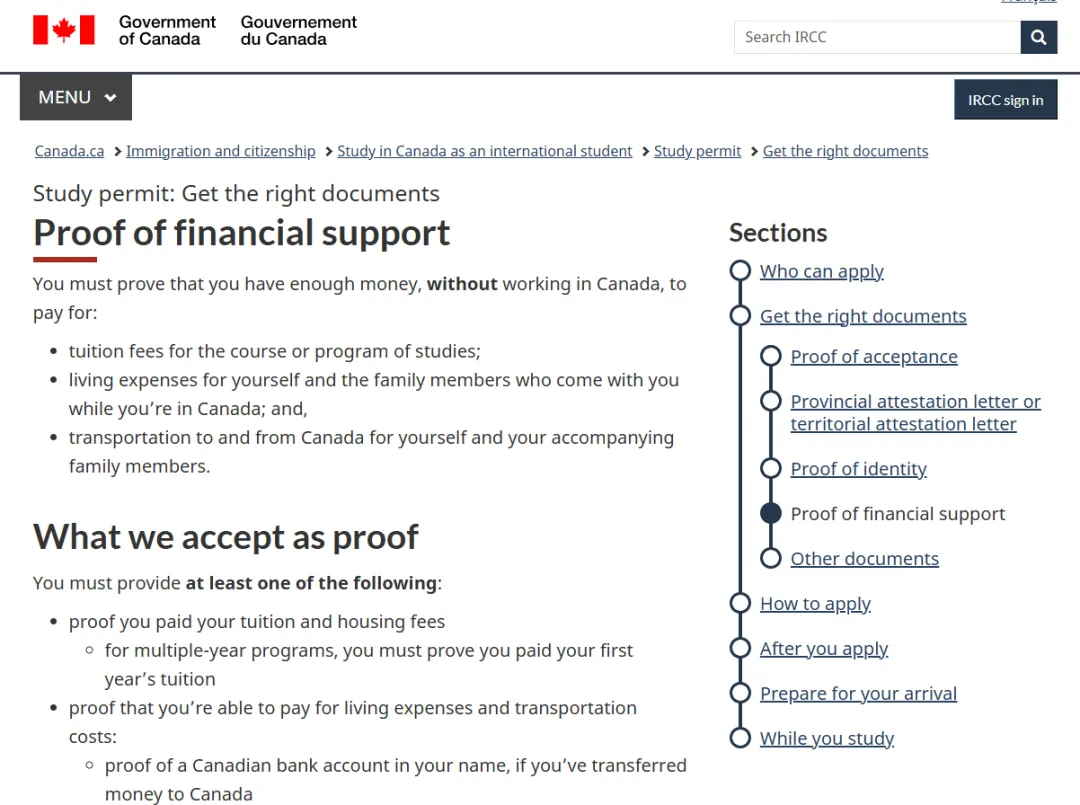 Français
Government
of Canada
Gouvernement
du Canada
Search IRCC
MENU
IRCC sign in
Canada.ca > Immigration and citizenship > Study in Canada as an international student > Study permit > Get the right documents
Study permit: Get the right documents
Proof of financial support
You must prove that you have enough money, without working in Canada, to
pay for:
• tuition fees for the course or program of studies;
• living expenses for yourself and the family members who come with you
while you’re in Canada; and,
• transportation to and from Canada for yourself and your accompanying
family members.
What we accept as proof
You must provide at least one of the following:
• proof you paid your tuition and housing fees
◦ for multiple-year programs, you must prove you paid your first
year’s tuition
• proof that you’re able to pay for living expenses and transportation
costs:
◦ proof of a Canadian bank account in your name, if you’ve transferred
money to Canada
Sections
Who can apply
Get the right documents
Proof of acceptance
Provincial attestation letter or
territorial attestation letter
Proof of identity
Proof of financial support
Other documents
How to apply
After you apply
Prepare for your arrival
While you study